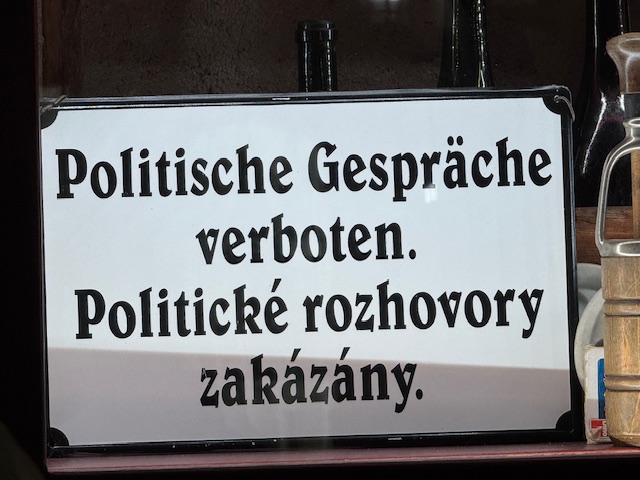 Politische Gespräche
verboten.
Politické rozhovory
zakázány.